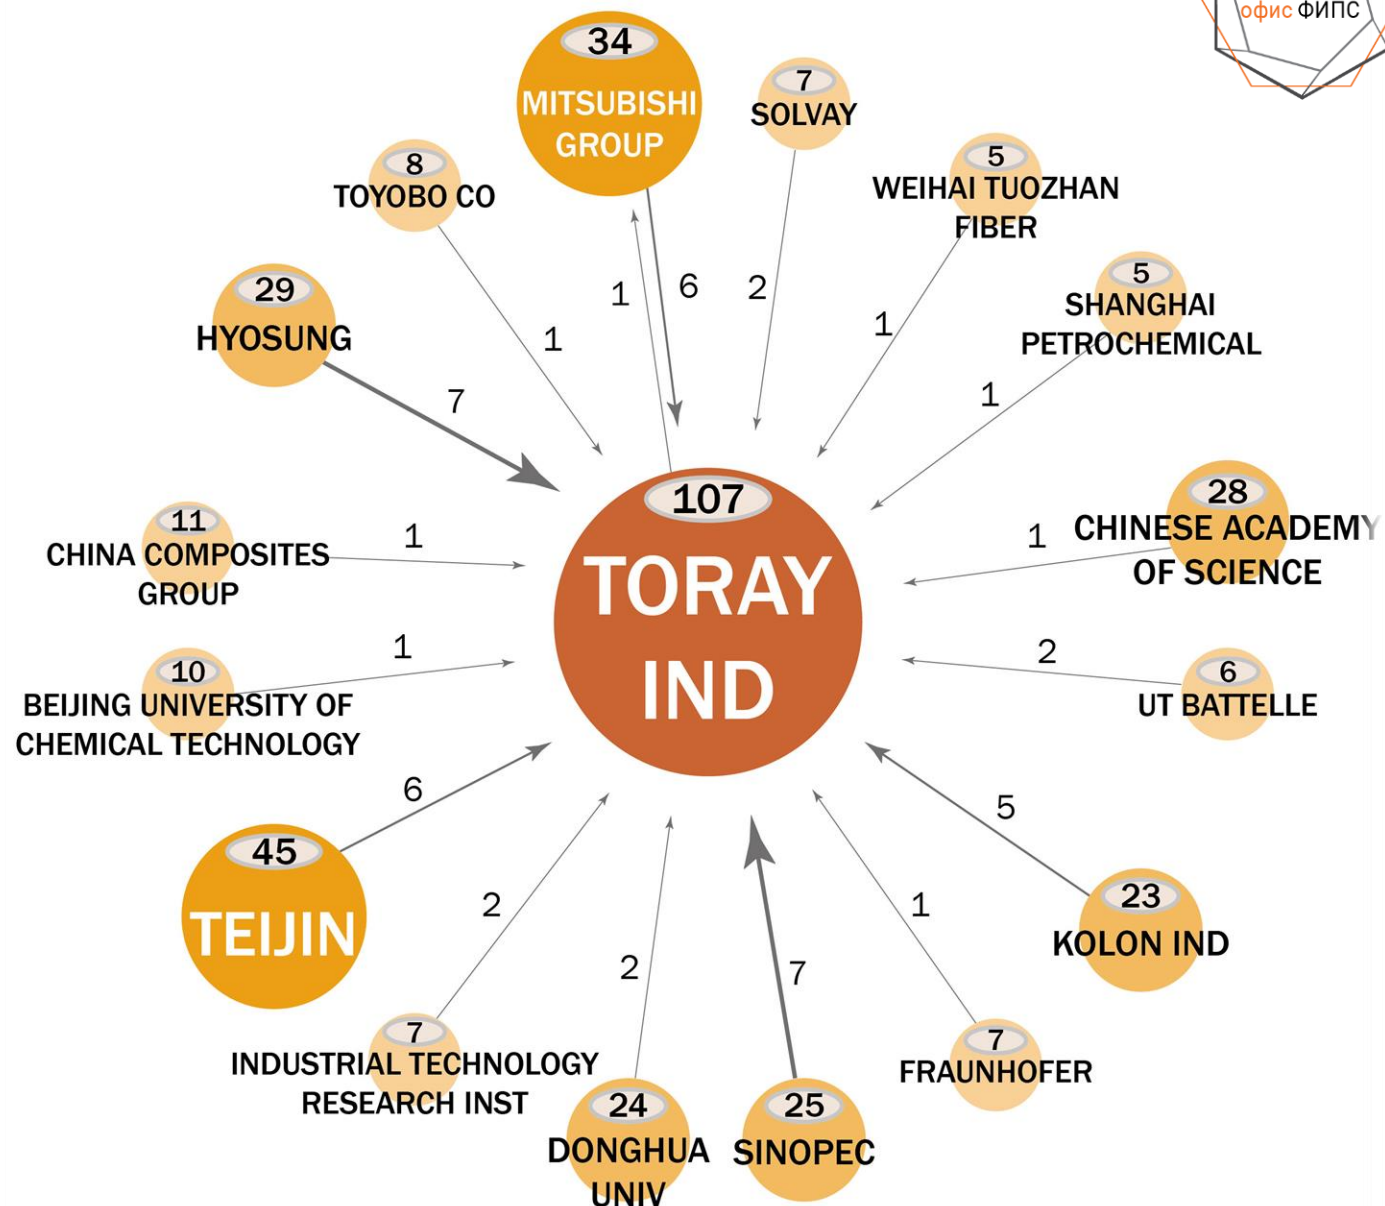 офис ФИПС
34
MITSUBISHI
GROUP
7
SOLVAY
8
TOYOBO CO
5
WEIHAI TUOZHAN
FIBER
29
HYOSUNG
5
SHANGHAI
PETROCHEMICAL
1
6
2
1
1
7
1
107
TORAY
IND
28
CHINESE ACADEMY
OF SCIENCE
1
11
CHINA COMPOSITES
GROUP
1
10
BEIJING UNIVERSITY OF
CHEMICAL TECHNOLOGY
1
2
6
UT BATTELLE
6
45
TEIJIN
5
23
KOLON IND
2
2
7
1
7
INDUSTRIAL TECHNOLOGY
RESEARCH INST
24
DONGHUA
UNIV
25
SINOPEC
7
FRAUNHOFER